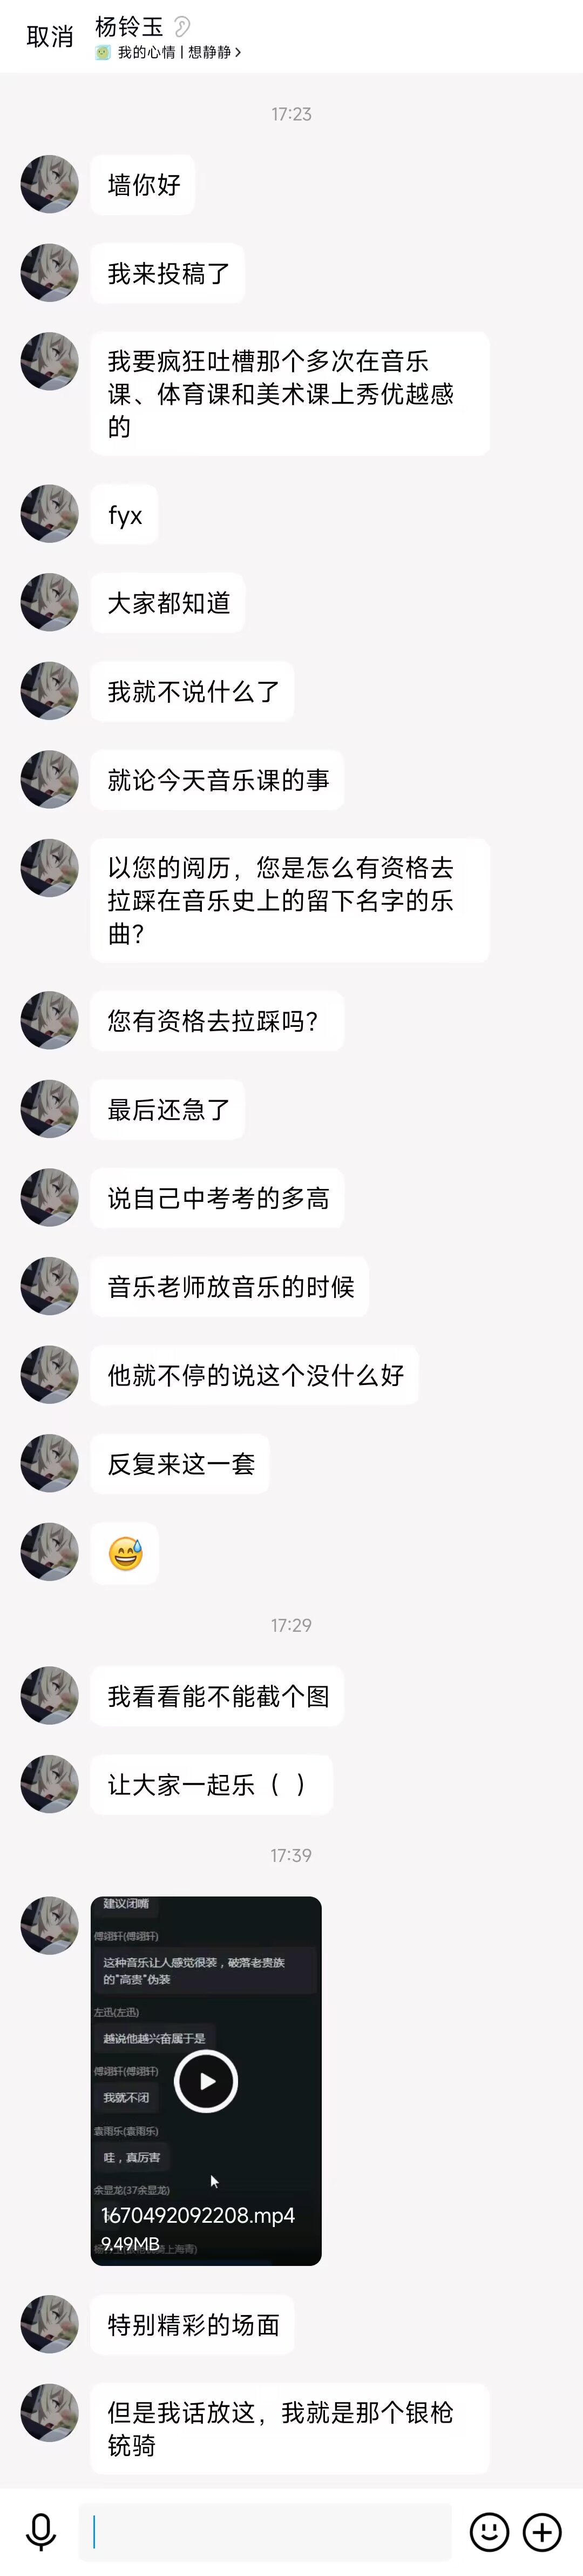 取消
杨铃玉
我的心情 | 想静静
17:23
墙你好
我来投稿了
我要疯狂吐槽那个多次在音乐
课、体育课和美术课上秀优越感
的
fyx
大家都知道
我就不说什么了
就论今天音乐课的事
以您的阅历，您是怎么有资格去
拉踩在音乐史上的留下名字的乐
曲？
您有资格去拉踩吗？
最后还急了
说自己中考考的多高
音乐老师放音乐的时候
他就不停的说这个没什么好
反复来这一套
17:29
我看看能不能截个图
让大家一起乐（ ）
17:39
建议闭嘴
傅翊轩(傅翊轩)
这种音乐让人感觉很装，破落老贵族
的"高贵"伪装
左迅(左迅)
越说他越兴奋属于是
傅翊轩(傅翊轩)
我就不闭
袁雨乐(袁雨乐)
哇，真厉害
余显龙(37余显龙)
1670492092208.mp4
9.49MB
特别精彩的场面
但是我话放这，我就是那个银枪
铳骑